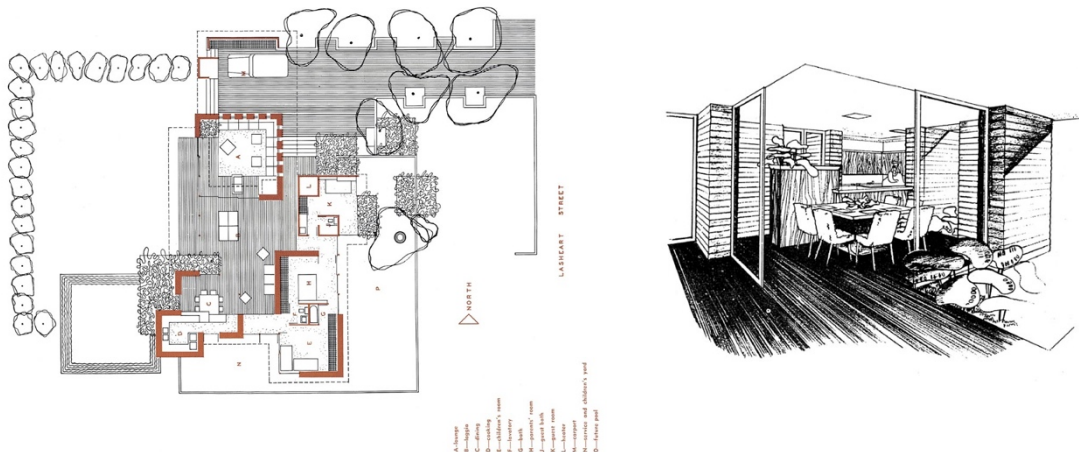 M
A
L
K
B
H
P
C
F
G
D
E
N
NORTH
LASHEART STREET
A—lounge
B—loggia
C—dining
D—cooking
E—children's room
F—lavatory
G—bath
H—parents' room
J—guest bath
K—guest room
L—heater
M—carport
N—service and children's yard
O—future pool